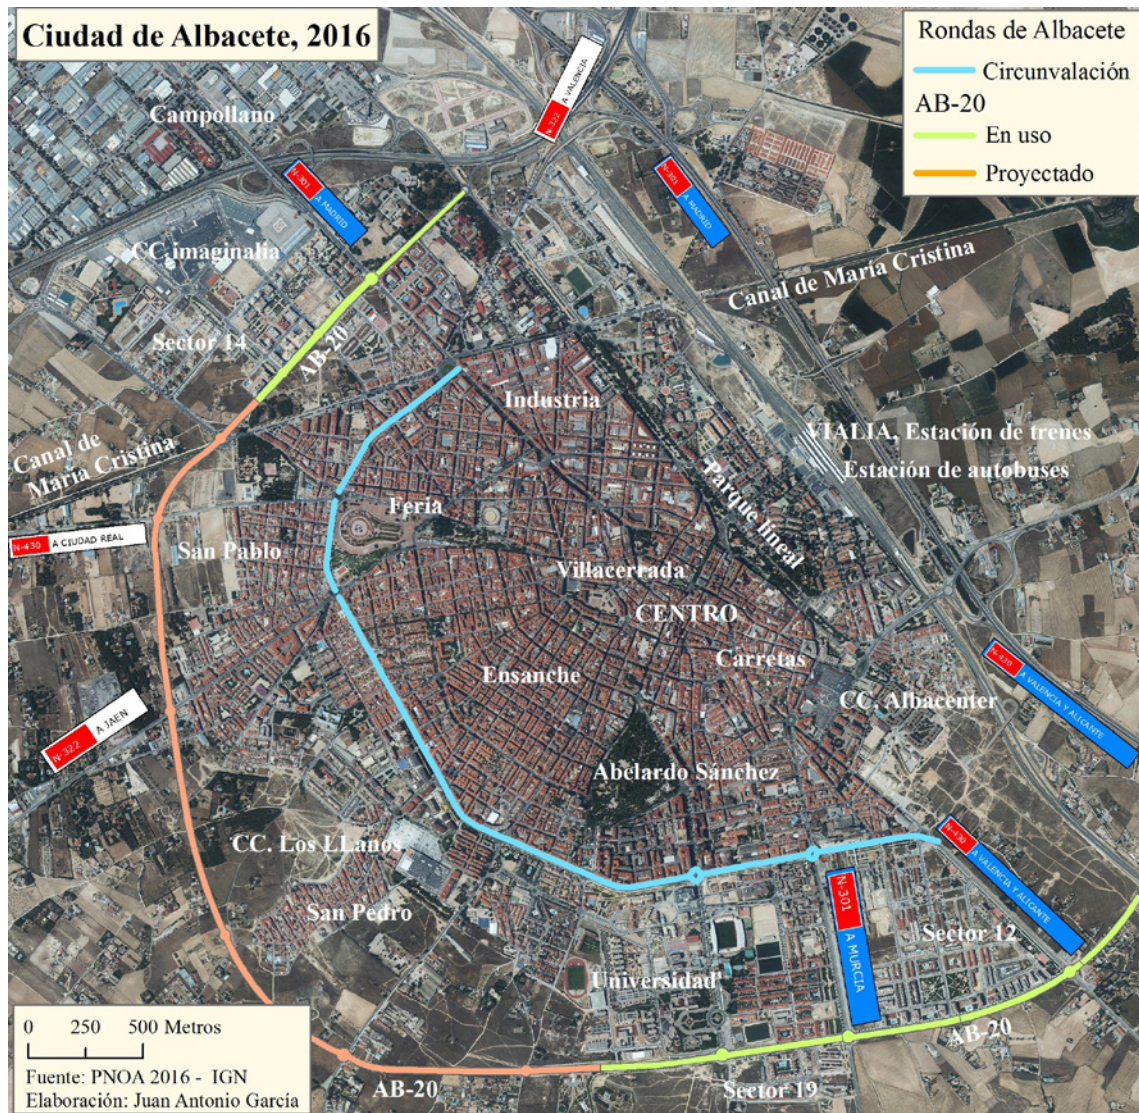 Ciudad de Albacete, 2016
Rondas de Albacete
Circunvalación
AB-20
En uso
Proyectado
N-322 A VALENCIA
Campollano
N-301 A MADRID
N-301 A MADRID
CC.imaginalia
Canal de María Cristina
Sector 14
AB-20
Industria
Canal de
María Cristina
VIALIA, Estación de trenes
Estación de autobuses
Parque lineal
Feria
N-430 A CIUDAD REAL
San Pablo
Villacerrada
CENTRO
Carretas
Ensanche
CC. Albacenter
N-430 A VALENCIA Y ALICANTE
N-322 A JAEN
Abelardo Sánchez
CC. Los LLanos
N-430 A VALENCIA Y ALICANTE
San Pedro
N-301 A MURCIA
Sector 12
Universidad
AB-20
AB-20
Sector 19
0 250 500 Metros
Fuente: PNOA 2016 - IGN
Elaboración: Juan Antonio García